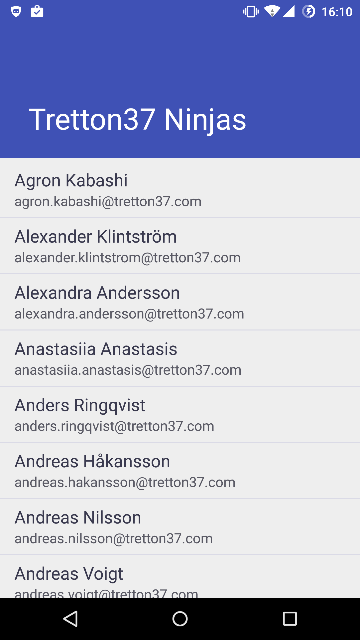 16:10
Tretton37 Ninjas
Agron Kabashi
agron.kabashi@tretton37.com
Alexander Klintström
alexander.klintstrom@tretton37.com
Alexandra Andersson
alexandra.andersson@tretton37.com
Anastasiia Anastasis
anastasiia.anastasis@tretton37.com
Anders Ringqvist
anders.ringqvist@tretton37.com
Andreas Håkansson
andreas.hakansson@tretton37.com
Andreas Nilsson
andreas.nilsson@tretton37.com
Andreas Voigt
andreas.voigt@tretton37.com